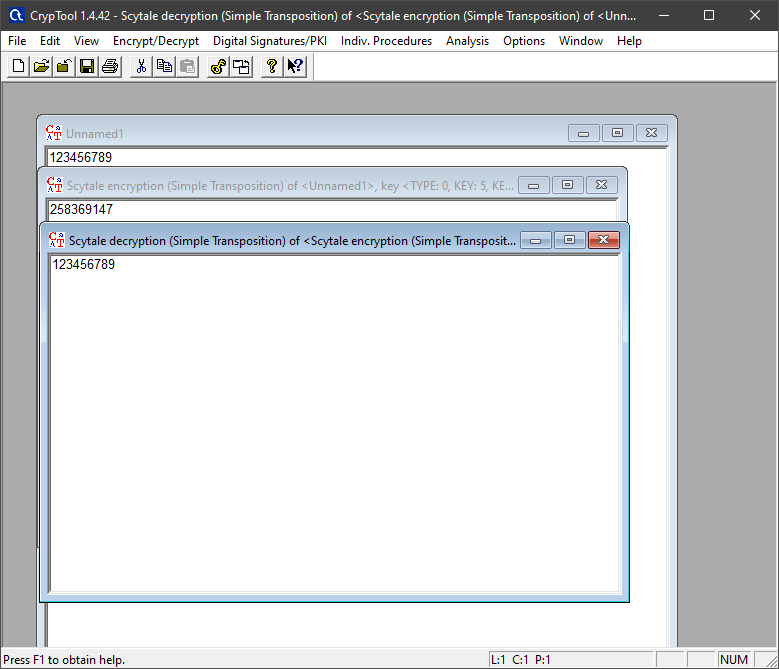 CrypTool 1.4.42 - Scytale decryption (Simple Transposition) of <Scytale encryption (Simple Transposition) of <Unn...
File Edit View Encrypt/Decrypt Digital Signatures/PKI Indiv. Procedures Analysis Options Window Help
Unnamed1
123456789
Scytale encryption (Simple Transposition) of <Unnamed1>, key <TYPE: 0, KEY: 5, KE...
258369147
Scytale decryption (Simple Transposition) of <Scytale encryption (Simple Transposit...
123456789
Press F1 to obtain help. L:1 C:1 P:1 NUM